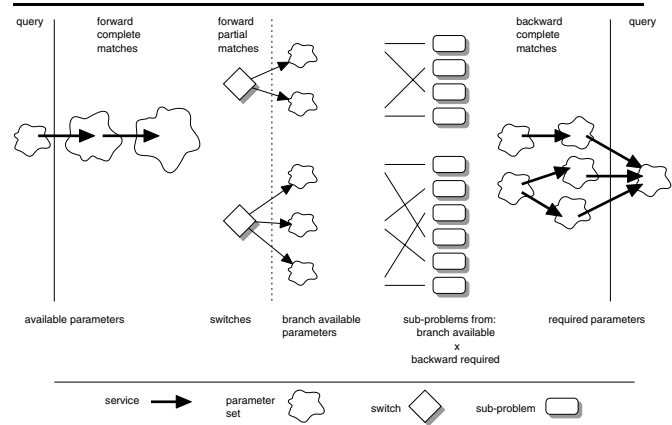 query
forward
complete
matches
forward
partial
matches
backward
complete
matches
query
available parameters
switches
branch available
parameters
sub-problems from:
branch available
x
backward required
required parameters
service
parameter
set
switch
sub-problem